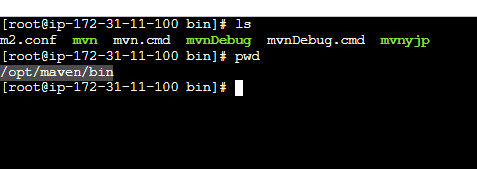 [root@ip-172-31-11-100 bin]# ls
m2.conf mvn mvn.cmd mvnDebug mvnDebug.cmd mvnyjp
[root@ip-172-31-11-100 bin]# pwd
/opt/maven/bin
[root@ip-172-31-11-100 bin]#